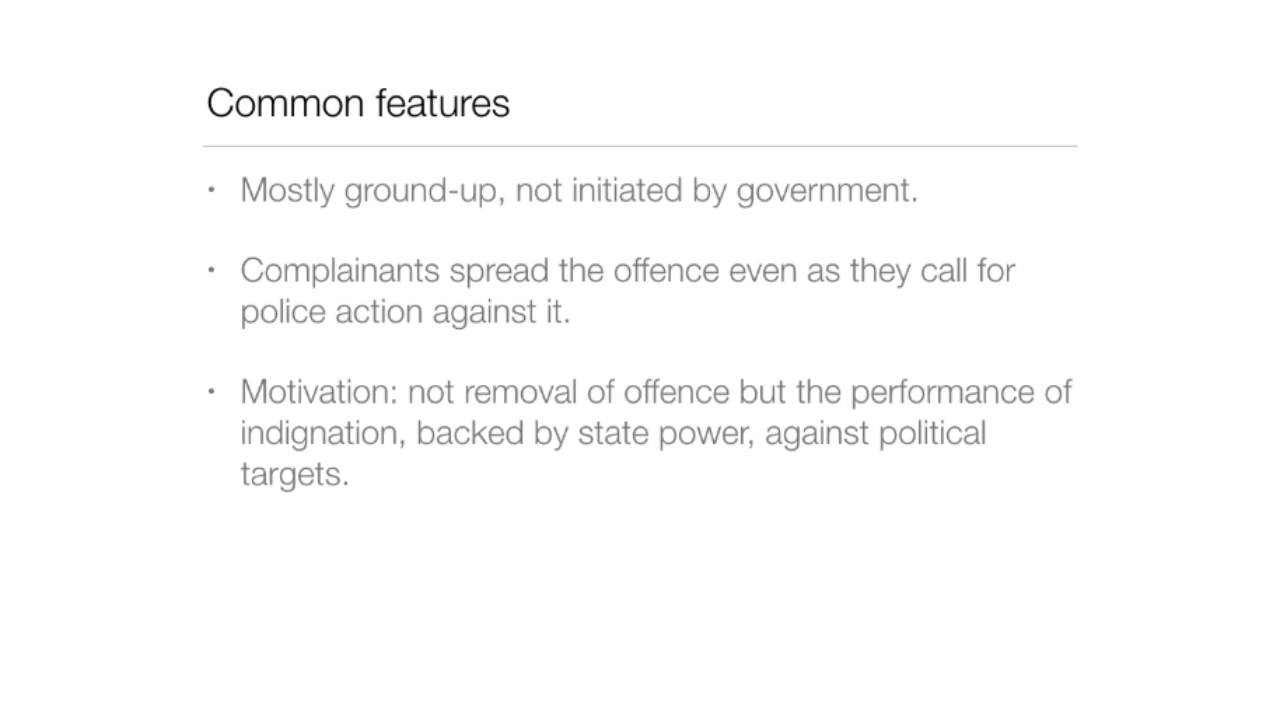 Common features
• Mostly ground-up, not initiated by government.
• Complainants spread the offence even as they call for
police action against it.
• Motivation: not removal of offence but the performance of
indignation, backed by state power, against political
targets.